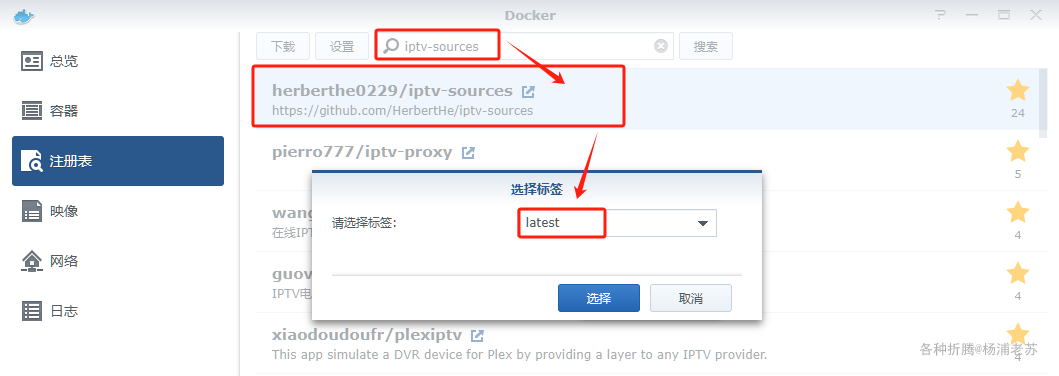 Docker
总览
容器
注册表
映像
网络
日志
下载 设置 iptv-sources 搜索
herberthe0229/iptv-sources
https://github.com/HerbertHe/iptv-sources
24
pierro777/iptv-proxy
5
wang
在线IPT
4
guov
IPTV电
4
xiaodoudoufr/plexiptv
This app simulate a DVR device for Plex by providing a layer to any IPTV provider.
4
选择标签
请选择标签: latest
选择 取消
各种折腾@杨浦老苏